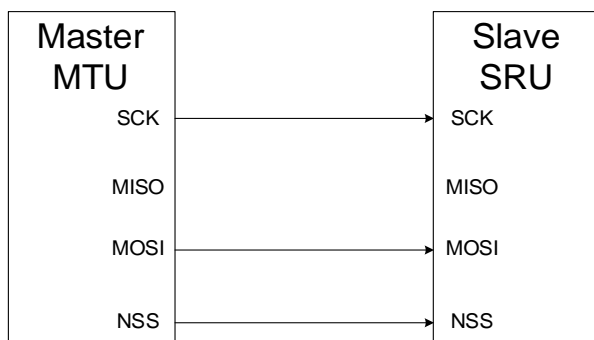 Master
MTU
SCK
MISO
MOSI
NSS
Slave
SRU
SCK
MISO
MOSI
NSS